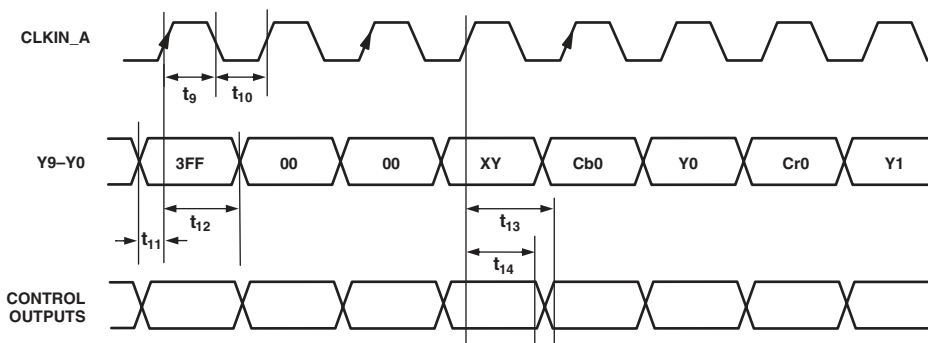 CLKIN_A
t9 t10
Y9–Y0 3FF 00 00 XY Cb0 Y0 Cr0 Y1
t12 t13
t11
t14
CONTROL
OUTPUTS